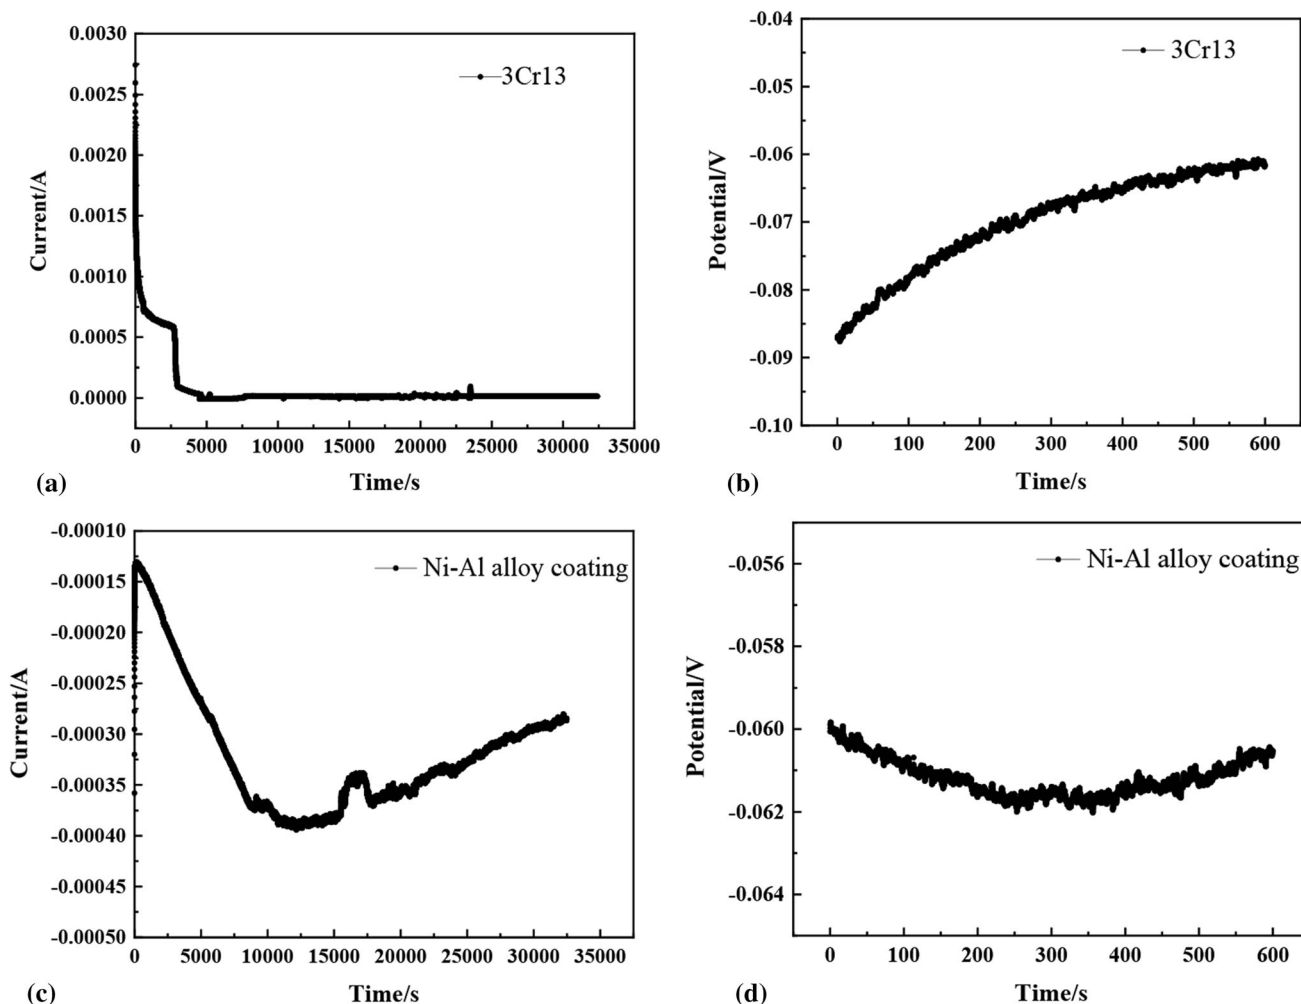 0.0030
0.0025
0.0020
0.0015
0.0010
0.0005
0.0000
Current/A
3Cr13
0 5000 10000 15000 20000 25000 30000 35000
Time/s
(a)
-0.04
-0.05
-0.06
-0.07
-0.08
-0.09
-0.10
Potential/V
3Cr13
0 100 200 300 400 500 600
Time/s
(b)
-0.00010
-0.00015
-0.00020
-0.00025
-0.00030
-0.00035
-0.00040
-0.00045
-0.00050
Current/A
Ni-Al alloy coating
0 5000 10000 15000 20000 25000 30000 35000
Time/s
(c)
-0.056
-0.058
-0.060
-0.062
-0.064
Potential/V
Ni-Al alloy coating
0 100 200 300 400 500 600
Time/s
(d)